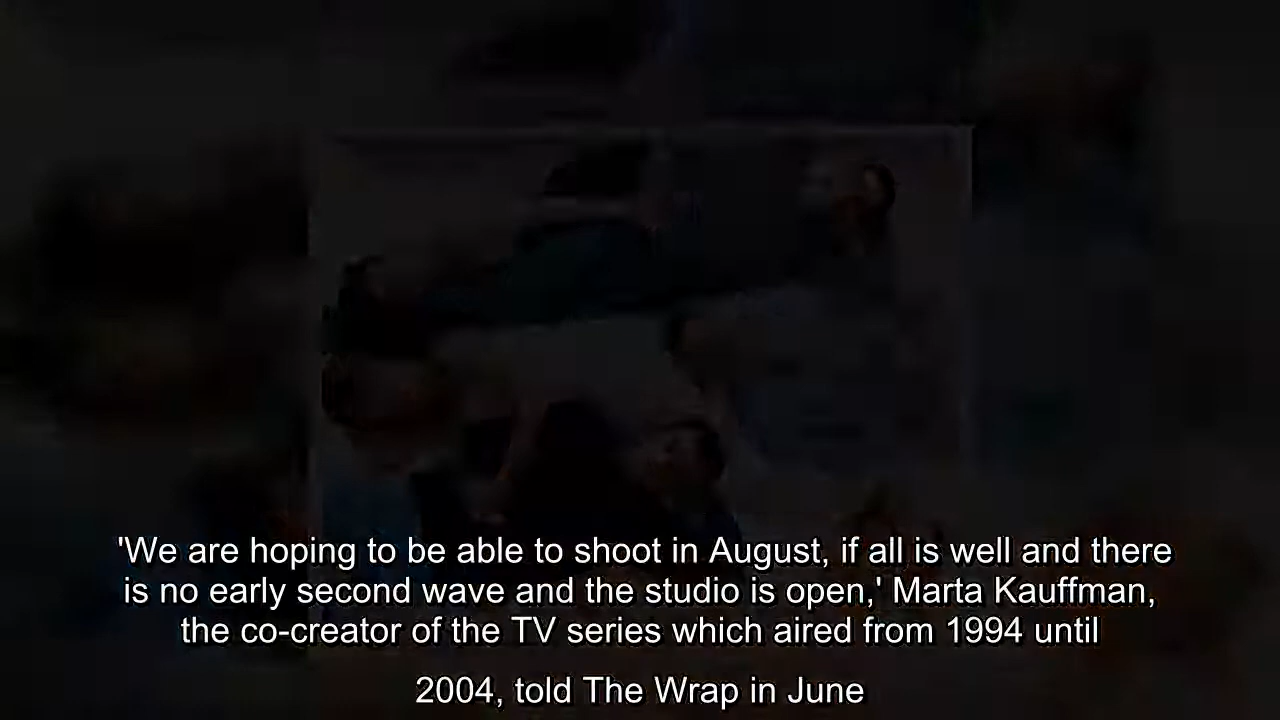 'We are hoping to be able to shoot in August, if all is well and there
is no early second wave and the studio is open,' Marta Kauffman,
the co-creator of the TV series which aired from 1994 until
2004, told The Wrap in June